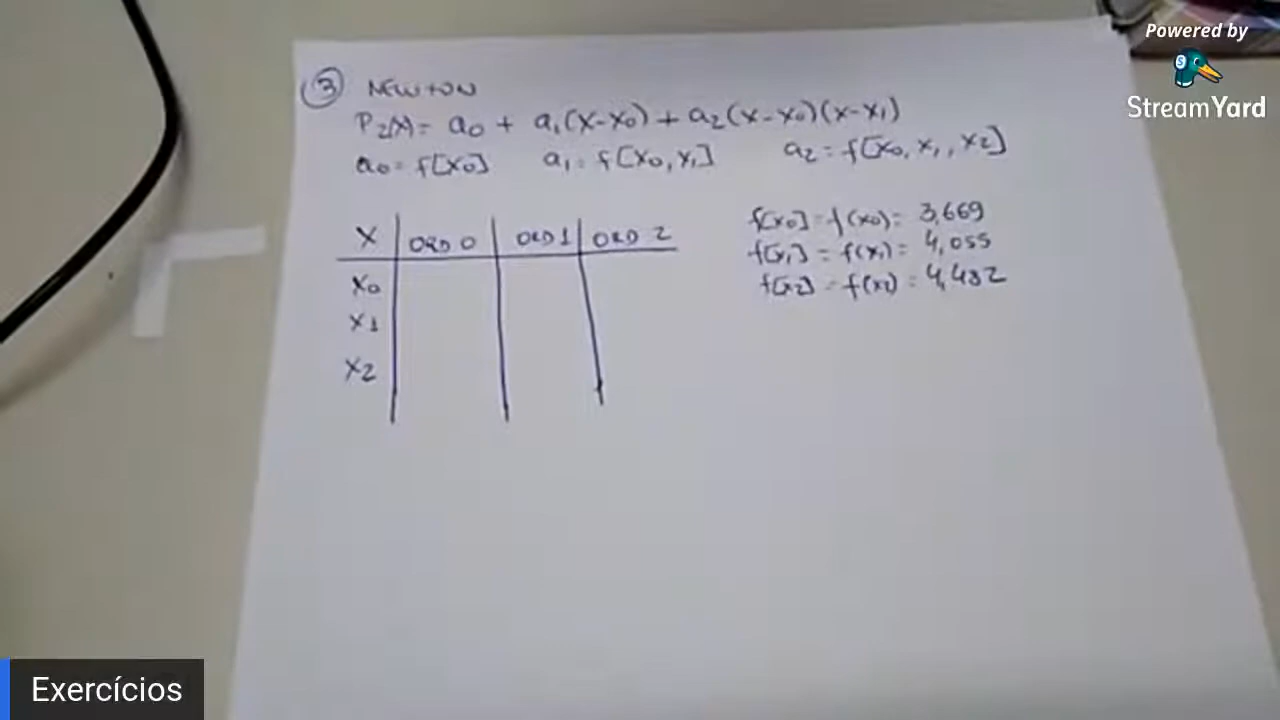 Powered by
StreamYard
3 NEWTON
P₂(x) = a₀ + a₁(x-x₀) + a₂(x-x₀)(x-x₁)
a₀ = f[x₀] a₁ = f[x₀, x₁] a₂ = f[x₀, x₁, x₂]
X ORD 0 ORD 1 ORD 2
x₀
x₁
x₂
f[x₀] = f(x₀) = 3,669
f[x₁] = f(x₁) = 4,055
f[x₂] = f(x₂) = 4,482
Exercícios